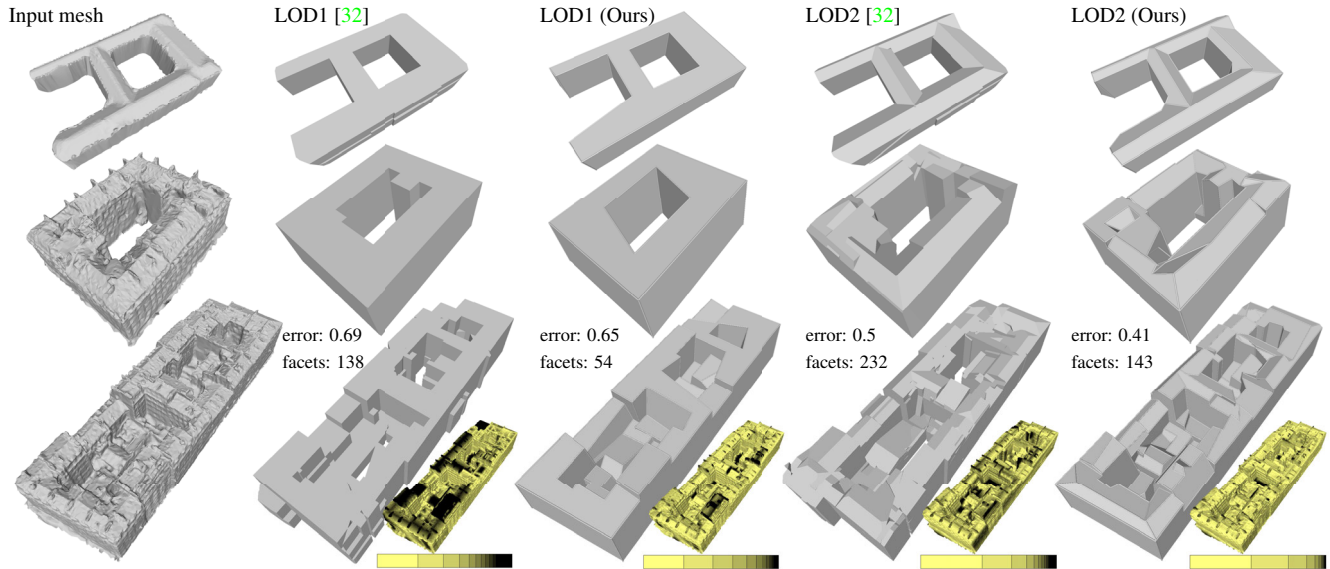 Input mesh
LOD1 [32]
LOD1 (Ours)
LOD2 [32]
LOD2 (Ours)
error: 0.69
facets: 138
error: 0.65
facets: 54
error: 0.5
facets: 232
error: 0.41
facets: 143